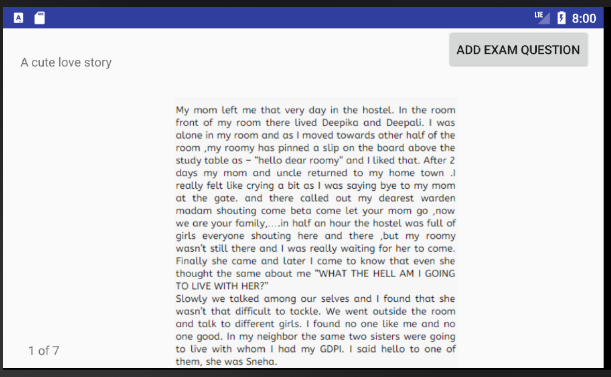 A
LTE
8:00
A cute love story
ADD EXAM QUESTION
My mom left me that very day in the hostel. In the room
front of my room there lived Deepika and Deepali. I was
alone in my room and as I moved towards other half of the
room ,my roomy has pinned a slip on the board above the
study table as – "hello dear roomy" and I liked that. After 2
days my mom and uncle returned to my home town .I
really felt like crying a bit as I was saying bye to my mom
at the gate. and there called out my dearest warden
madam shouting come beta come let your mom go ,now
we are your family,....in half an hour the hostel was full of
girls everyone shouting here and there ,but my roomy
wasn't still there and I was really waiting for her to come.
Finally she came and later I came to know that even she
thought the same about me "WHAT THE HELL AM I GOING
TO LIVE WITH HER?"
Slowly we talked among our selves and I found that she
wasn't that difficult to tackle. We went outside the room
and talk to different girls. I found no one like me and no
one good. In my neighbor the same two sisters were going
to live with whom I had my GDPI. I said hello to one of
them, she was Sneha.
1 of 7